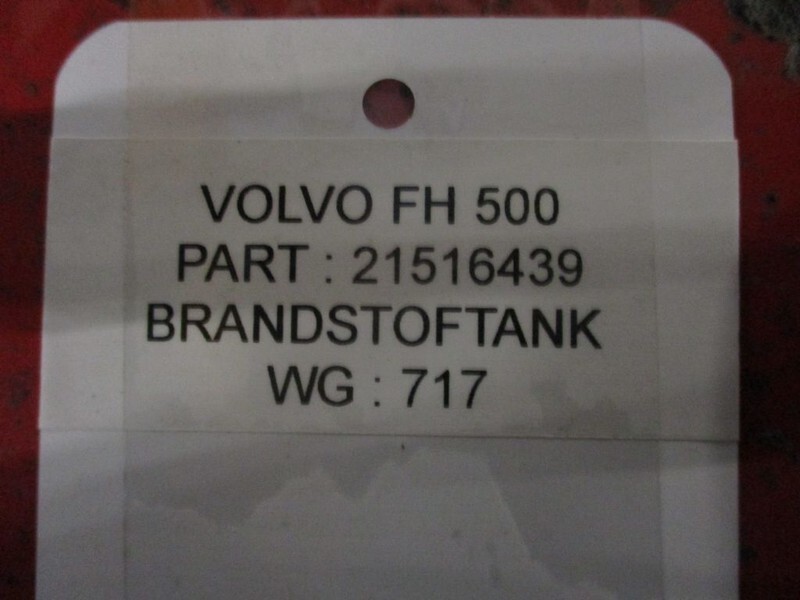 VOLVO FH 500
PART : 21516439
BRANDSTOFTANK
WG : 717